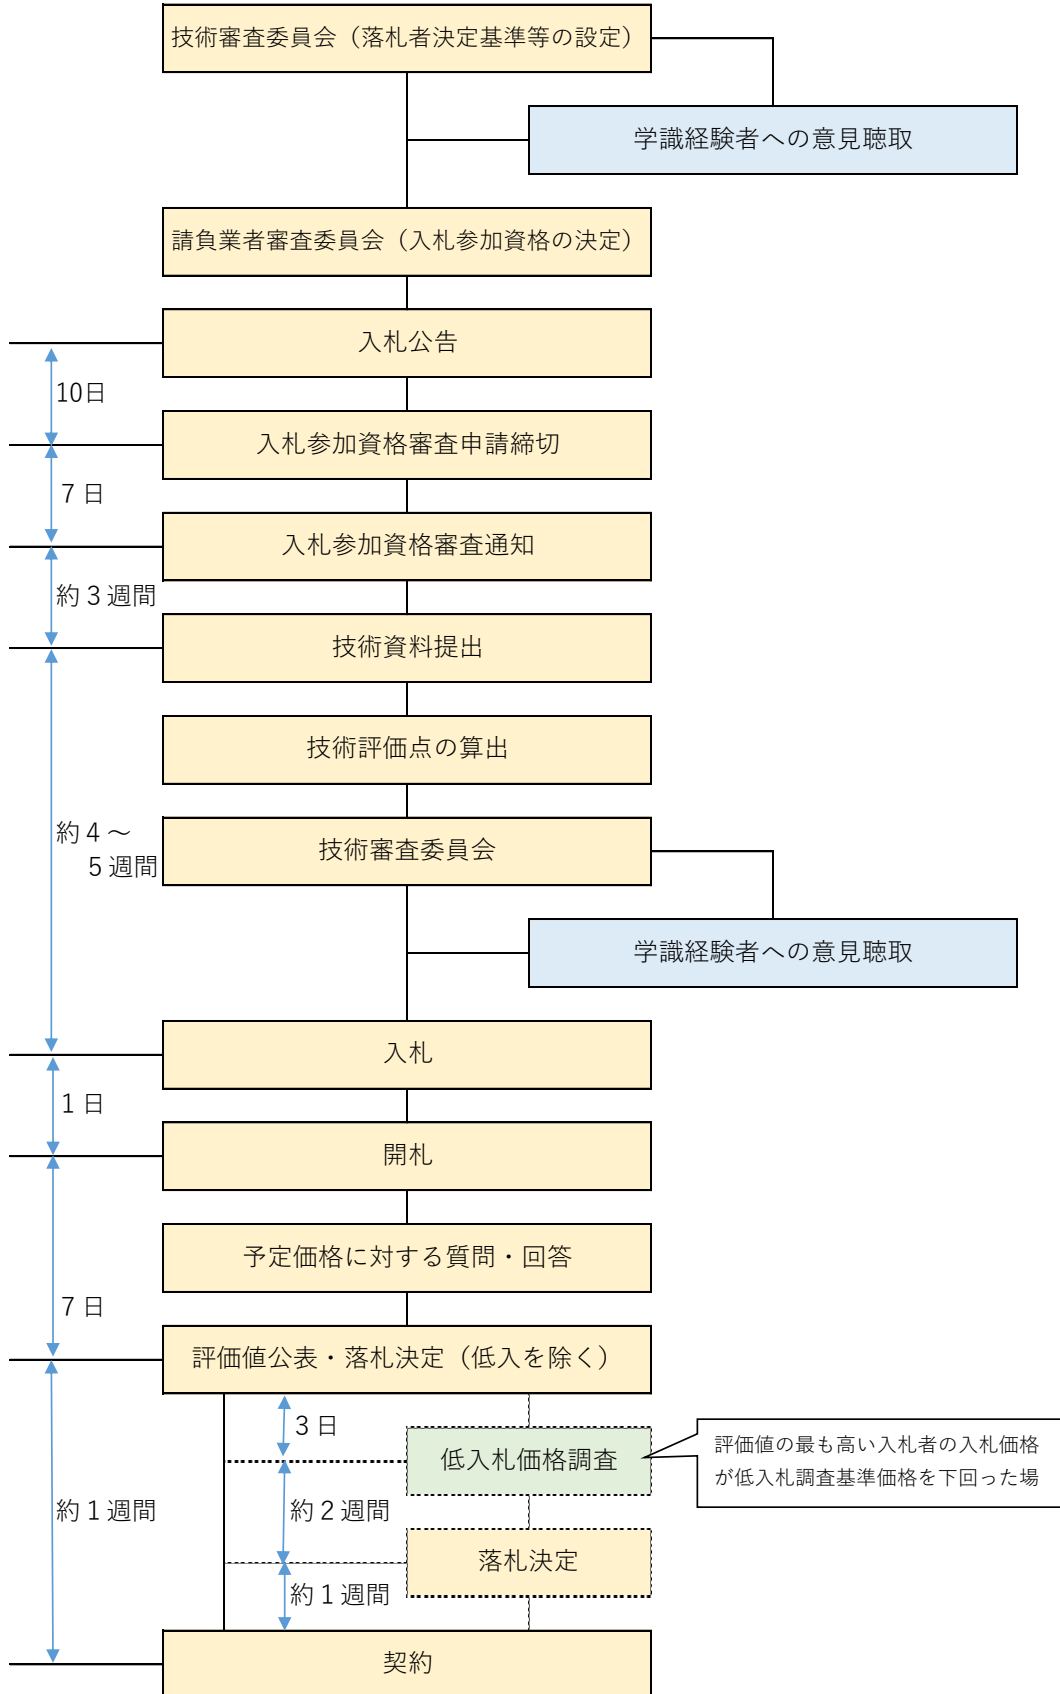 技術審査委員会（落札者決定基準等の設定）
学識経験者への意見聴取
請負業者審査委員会（入札参加資格の決定）
入札公告
10日
入札参加資格審査申請締切
７日
入札参加資格審査通知
約３週間
技術資料提出
技術評価点の算出
約４～
５週間
技術審査委員会
学識経験者への意見聴取
入札
１日
開札
予定価格に対する質問・回答
７日
評価値公表・落札決定（低入を除く）
３日
低入札価格調査
評価値の最も高い入札者の入札価格
が低入札調査基準価格を下回った場
約１週間
約２週間
落札決定
約１週間
契約